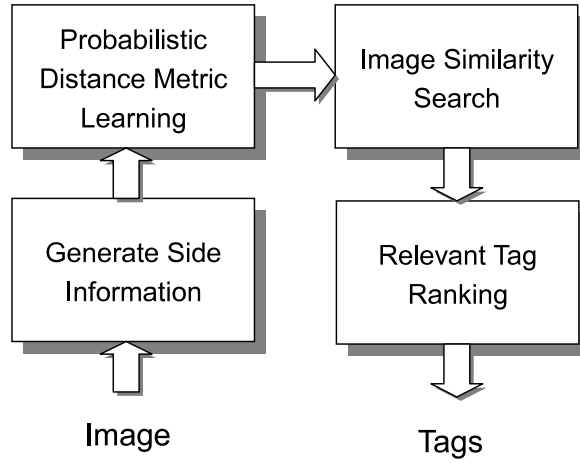 Probabilistic
Distance Metric
Learning
Image Similarity
Search
Generate Side
Information
Relevant Tag
Ranking
Image
Tags